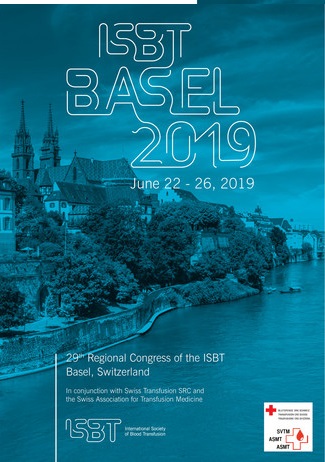 ISBT
BASEL
2019
June 22 - 26, 2019
29th Regional Congress of the ISBT
Basel, Switzerland
In conjunction with Swiss Transfusion SRC and
the Swiss Association for Transfusion Medicine
ISBT
International Society
of Blood Transfusion
SVTM
ASMT
ASMT